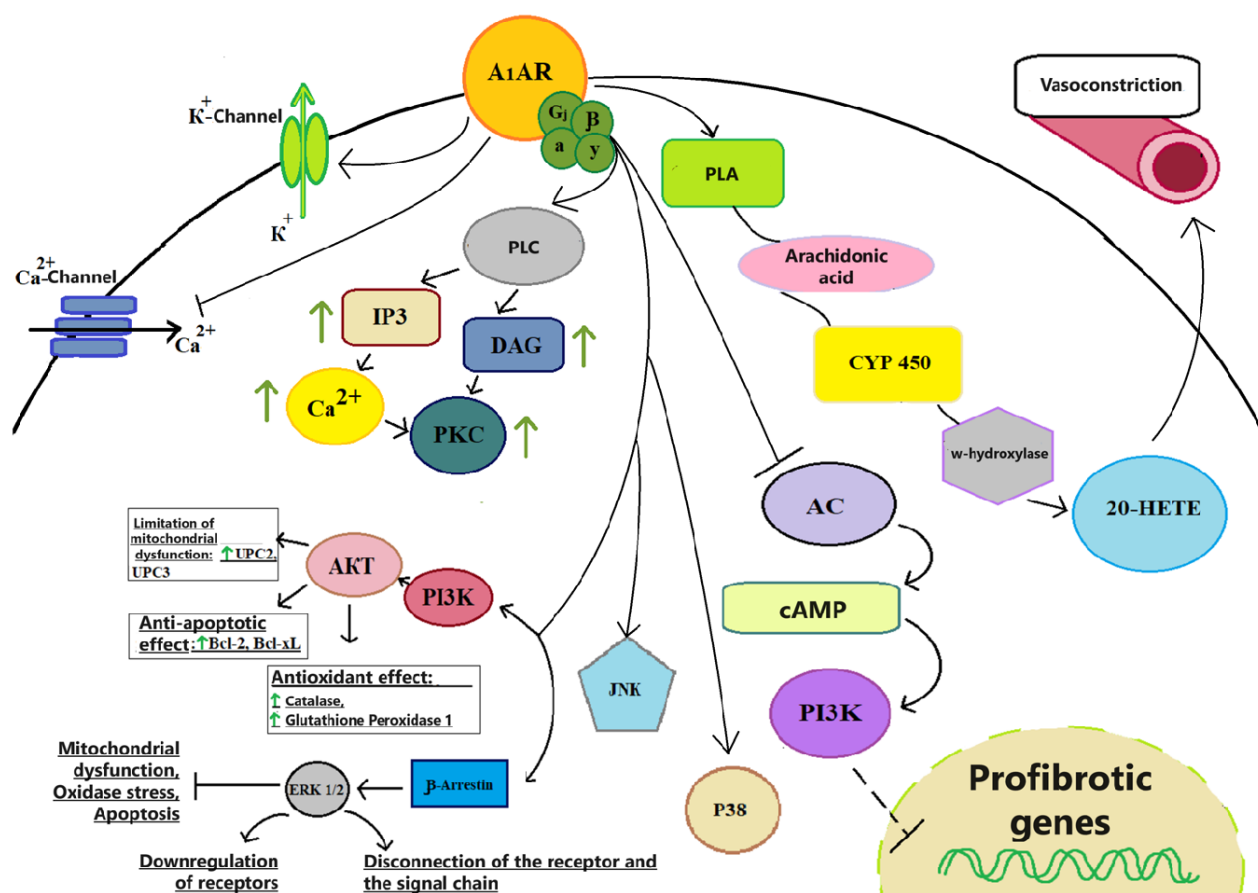 A1AR
Gj
β
a
y
K+-Channel
K+
Ca2+-Channel
Ca2+
PLA
Arachidonic
acid
CYP 450
w-hydroxylase
20-HETE
Vasoconstriction
PLC
IP3
DAG
Ca2+
PKC
AC
cAMP
PI3K
Profibrotic
genes
Limitation of
mitochondrial
dysfunction: ↑UPC2,
UPC3
AKT
PI3K
Anti-apoptotic
effect:↑Bcl-2, Bcl-xL
Antioxidant effect:
↑ Catalase,
↑ Glutathione Peroxidase 1
JNK
P38
Mitochondrial
dysfunction,
Oxidase stress,
Apoptosis
ERK 1/2
β-Arrestin
Downregulation
of receptors
Disconnection of the receptor and
the signal chain